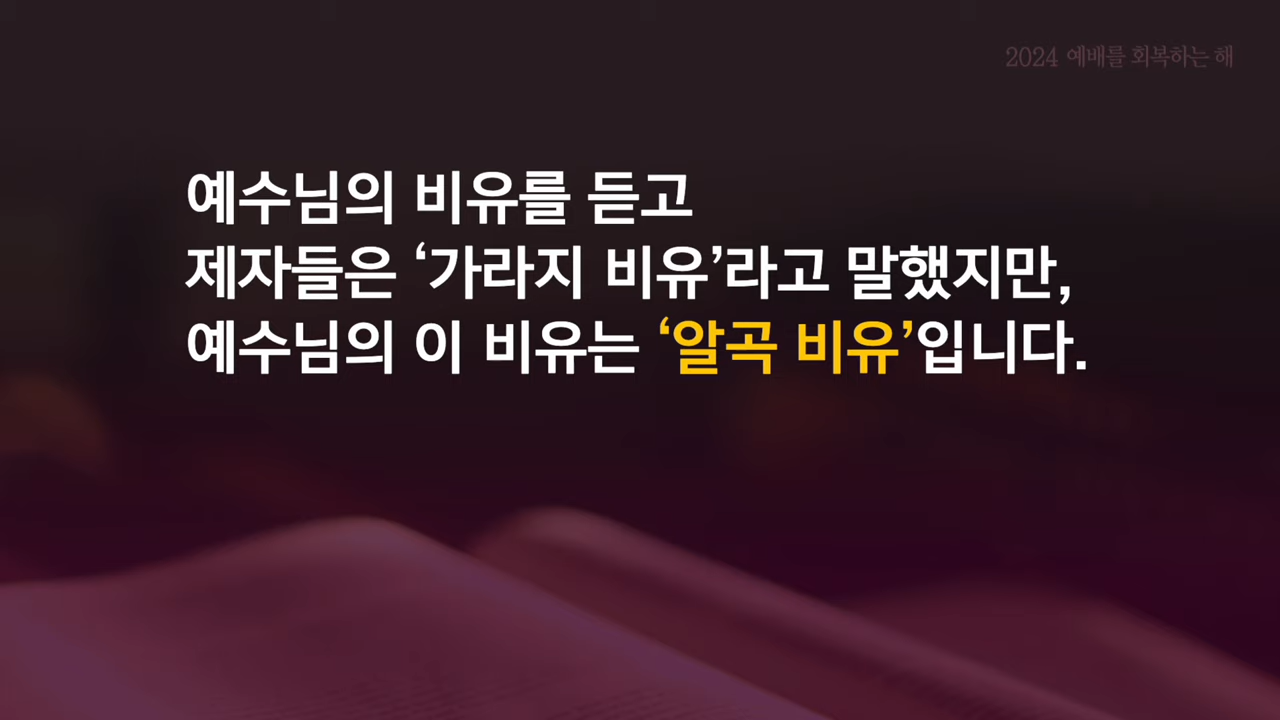 2024 예배를 회복하는 해
예수님의 비유를 듣고
제자들은 ‘가라지 비유’라고 말했지만,
예수님의 이 비유는 ‘알곡 비유’입니다.